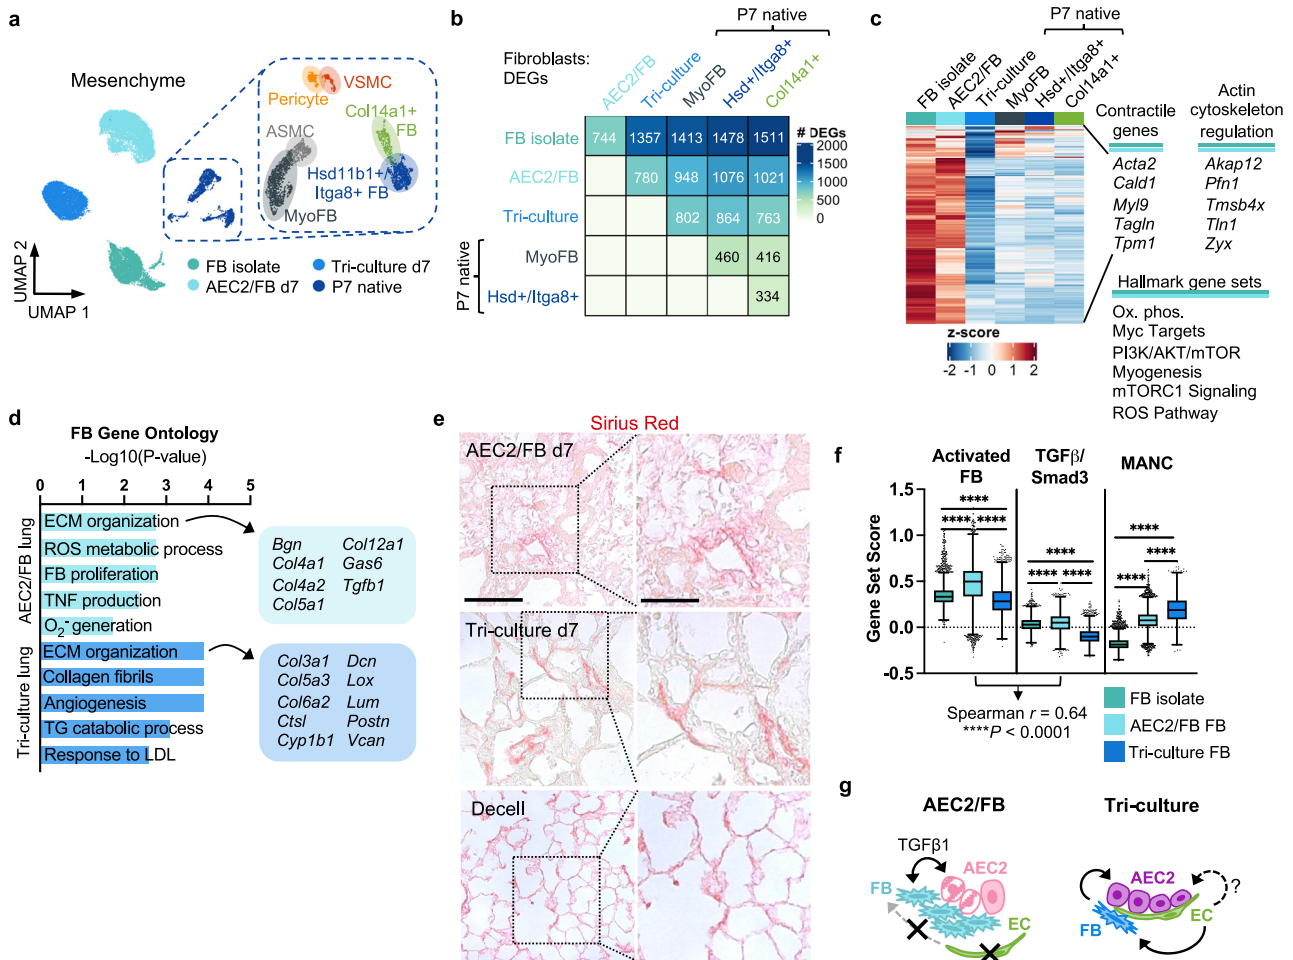 a
Mesenchyme
VSMC
Pericyte
Col14a1+
FB
ASMC
Hsd11b1+/
Itga8+ FB
MyoFB
UMAP 2
UMAP 1
FB isolate
AEC2/FB d7
Tri-culture d7
P7 native
b
P7 native
Fibroblasts:
DEGs
AEC2/FB
Tri-culture
MyoFB
Hsd+/Itga8+
Col14a1+
FB isolate 744 1357 1413 1478 1511
AEC2/FB 780 948 1076 1021
Tri-culture 802 864 763
MyoFB 460 416
Hsd+/Itga8+ 334
P7 native
# DEGs
2000
1500
1000
500
0
c
P7 native
FB isolate
AEC2/FB
Tri-culture
MyoFB
Hsd+/Itga8+
Col14a1+
Contractile
genes
Acta2
Cald1
Myl9
Tagln
Tpm1
Actin
cytoskeleton
regulation
Akap12
Pfn1
Tmsb4x
Tln1
Zyx
Hallmark gene sets
Ox. phos.
Myc Targets
PI3K/AKT/mTOR
Myogenesis
mTORC1 Signaling
ROS Pathway
z-score
-2 -1 0 1 2
d
FB Gene Ontology
-Log10(P-value)
0 1 2 3 4 5
AEC2/FB lung
ECM organization
ROS metabolic process
FB proliferation
TNF production
O2- generation
Tri-culture lung
ECM organization
Collagen fibrils
Angiogenesis
TG catabolic process
Response to LDL
Bgn Col12a1
Col4a1 Gas6
Col4a2 Tgfb1
Col5a1
Col3a1 Dcn
Col5a3 Lox
Col6a2 Lum
Ctsl Postn
Cyp1b1 Vcan
e
Sirius Red
AEC2/FB d7
Tri-culture d7
Decell
f
Activated
FB
TGFβ/
Smad3
MANC
Gene Set Score
1.5
1.0
0.5
0.0
-0.5
**** **** ****
**** **** ****
**** **** ****
Spearman r = 0.64
****P < 0.0001
FB isolate
AEC2/FB FB
Tri-culture FB
g
AEC2/FB
TGFβ1
FB
AEC2
EC
Tri-culture
AEC2
?
EC
FB